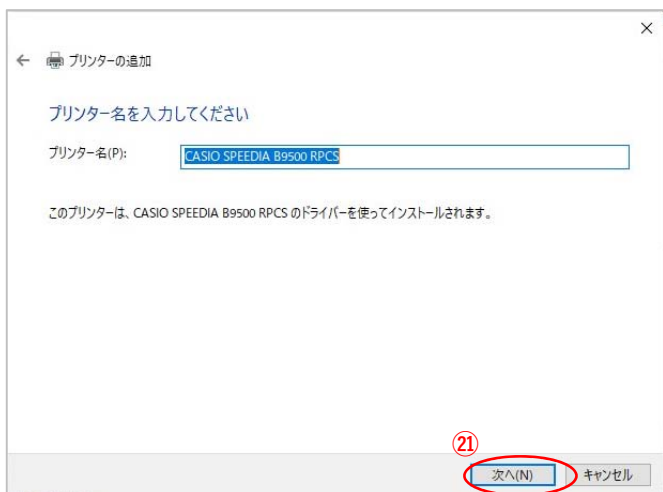 プリンターの追加
プリンター名を入力してください
プリンター名(P): CASIO SPEEDIA B9500 RPCS
このプリンターは、CASIO SPEEDIA B9500 RPCS のドライバーを使ってインストールされます。
㉑
次へ(N) キャンセル